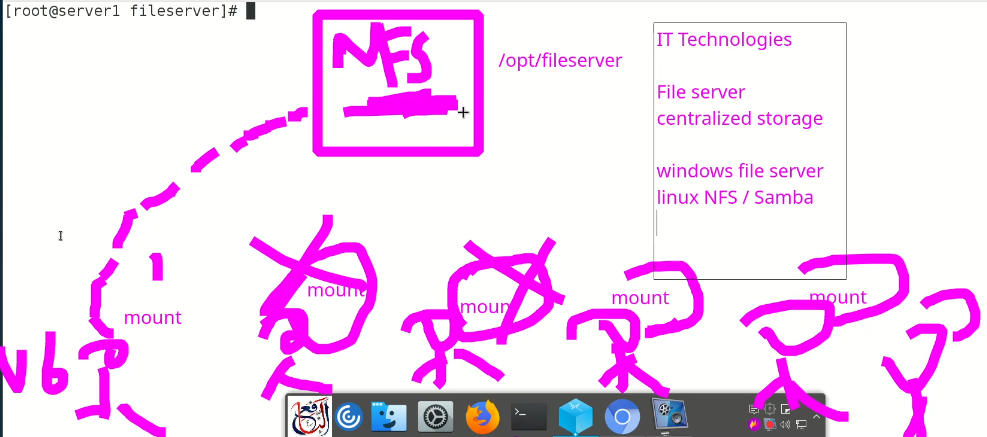 [root@server1 fileserver]#
NFS
/opt/fileserver
IT Technologies
File server
centralized storage
windows file server
linux NFS / Samba
mount
mount
mount
mount
mount